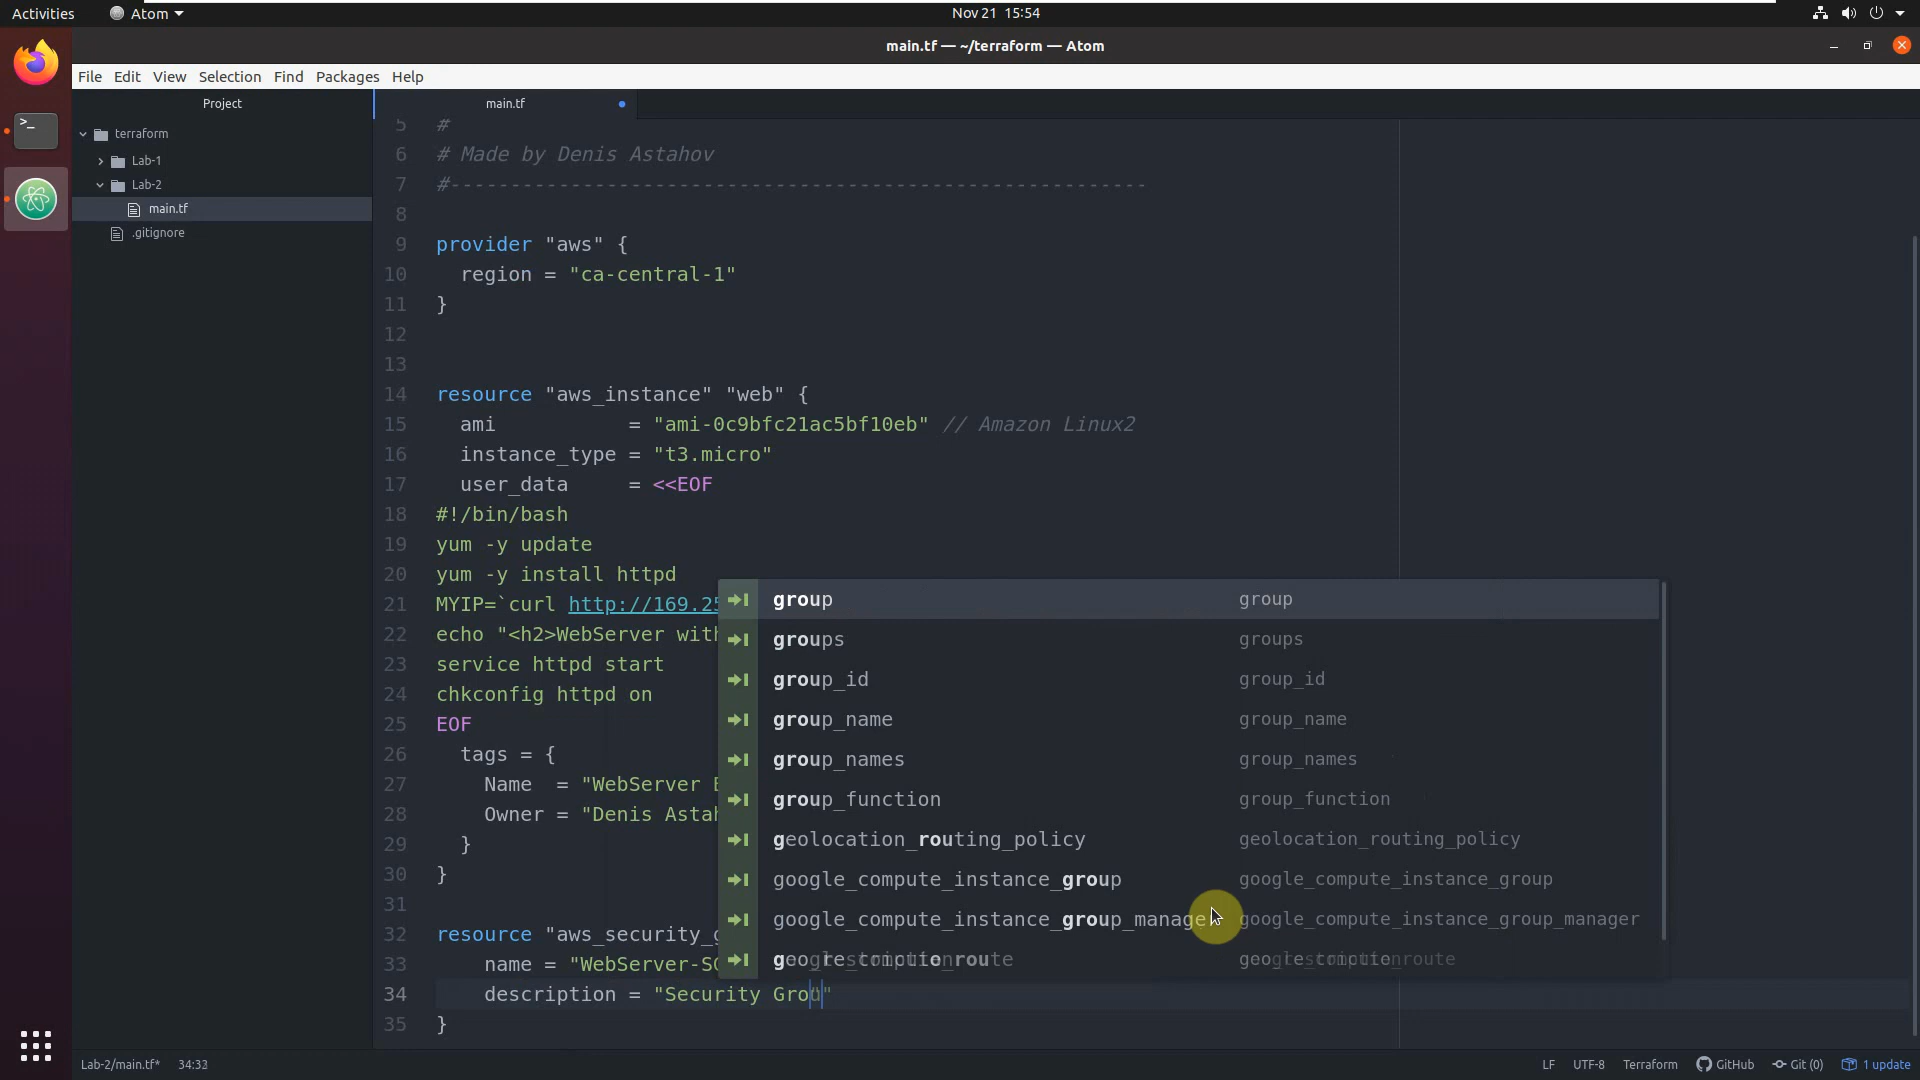 Activities
Atom
Nov 21 15:54
main.tf — ~/terraform — Atom
File Edit View Selection Find Packages Help
Project
main.tf
terraform
Lab-1
Lab-2
main.tf
.gitignore
5 #
6 # Made by Denis Astahov
7 #----------------------------------------------------------
8
9 provider "aws" {
10 region = "ca-central-1"
11 }
12
13
14 resource "aws_instance" "web" {
15 ami = "ami-0c9bfc21ac5bf10eb" // Amazon Linux2
16 instance_type = "t3.micro"
17 user_data = <<EOF
18 #!/bin/bash
19 yum -y update
20 yum -y install httpd
21 MYIP=`curl http://169.25
22 echo "<h2>WebServer with
23 service httpd start
24 chkconfig httpd on
25 EOF
26 tags = {
27 Name = "WebServer B
28 Owner = "Denis Astah
29 }
30 }
31
32 resource "aws_security_g
33 name = "WebServer-SG
34 description = "Security Grou"
35 }
group group
groups groups
group_id group_id
group_name group_name
group_names group_names
group_function group_function
geolocation_routing_policy geolocation_routing_policy
google_compute_instance_group google_compute_instance_group
google_compute_instance_group_manager google_compute_instance_group_manager
Lab-2/main.tf* 34:33
LF UTF-8 Terraform GitHub Git (0) 1 update